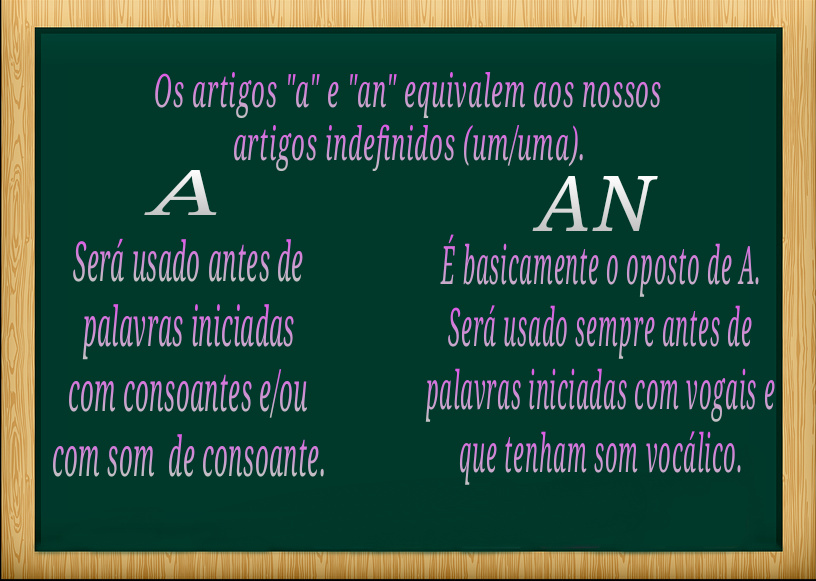 Os artigos "a" e "an" equivalem aos nossos
artigos indefinidos (um/uma).
A
Será usado antes de
palavras iniciadas
com consoantes e/ou
com som de consoante.
AN
É basicamente o oposto de A.
Será usado sempre antes de
palavras iniciadas com vogais e
que tenham som vocálico.